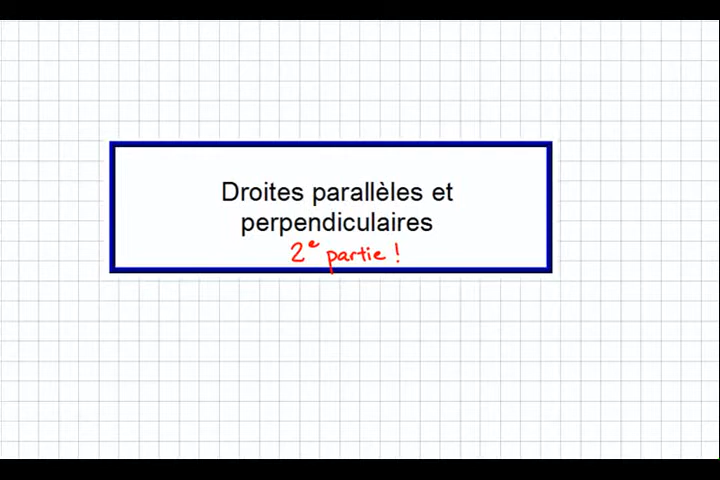 Droites parallèles et
perpendiculaires
2e partie !